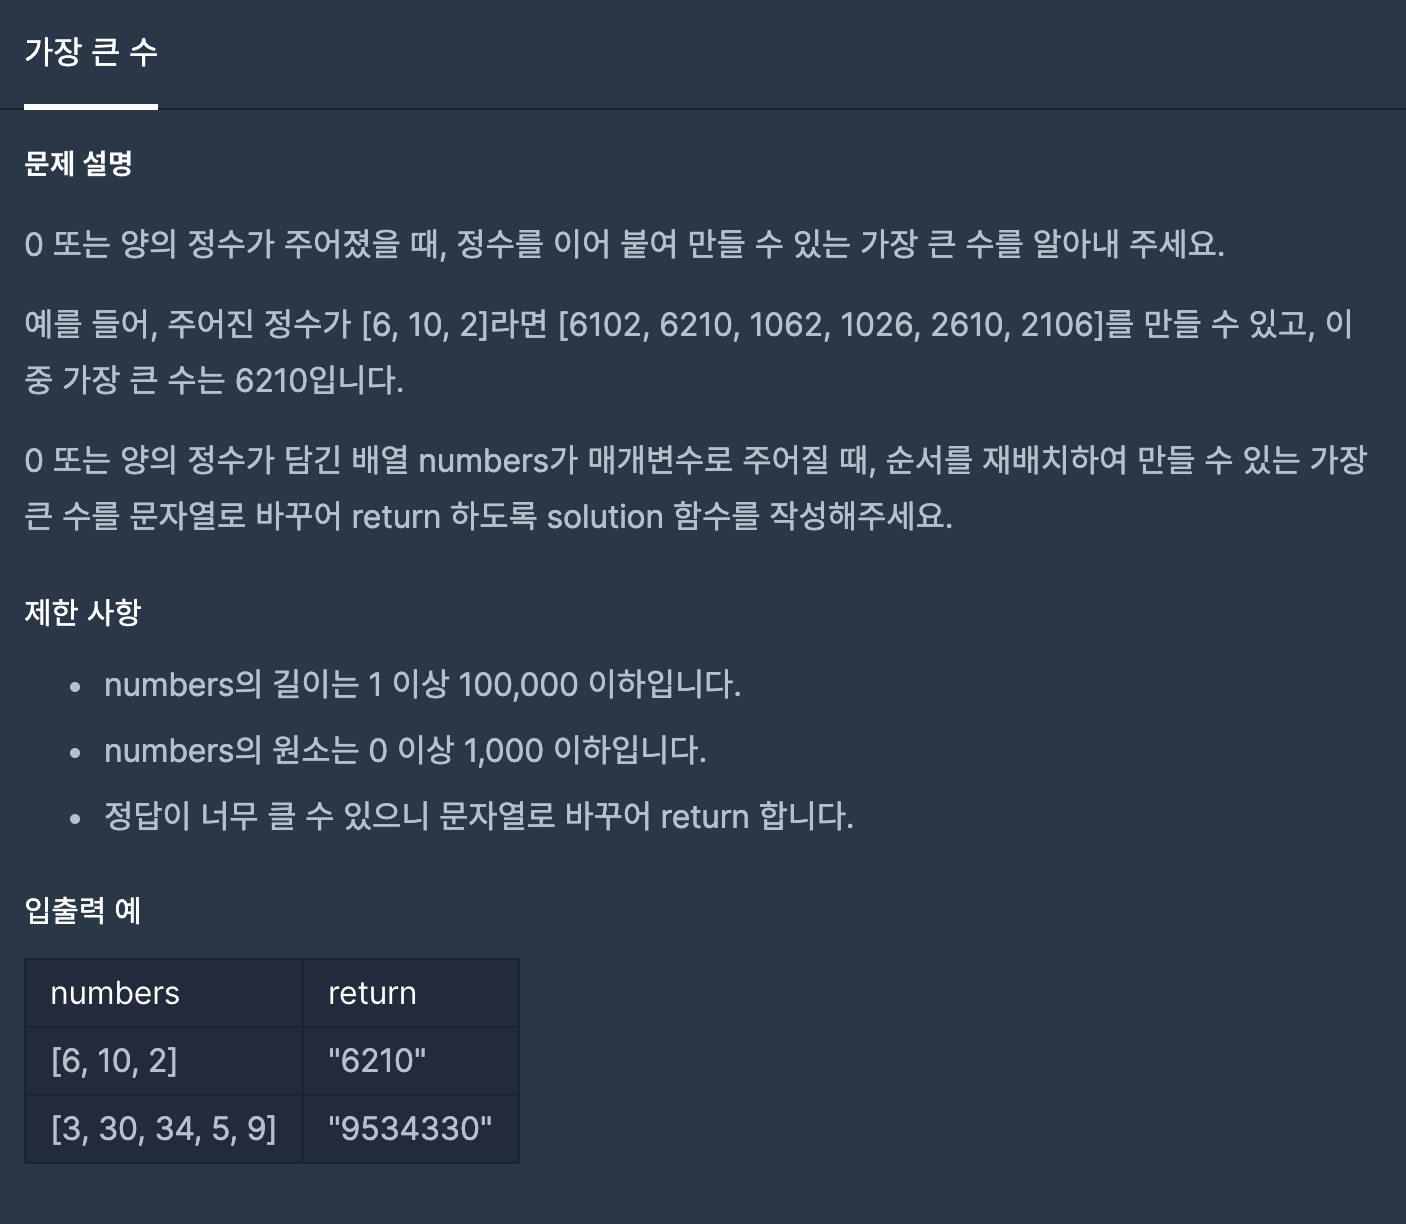 가장 큰 수
문제 설명
0 또는 양의 정수가 주어졌을 때, 정수를 이어 붙여 만들 수 있는 가장 큰 수를 알아내 주세요.
예를 들어, 주어진 정수가 [6, 10, 2]라면 [6102, 6210, 1062, 1026, 2610, 2106]를 만들 수 있고, 이
중 가장 큰 수는 6210입니다.
0 또는 양의 정수가 담긴 배열 numbers가 매개변수로 주어질 때, 순서를 재배치하여 만들 수 있는 가장
큰 수를 문자열로 바꾸어 return 하도록 solution 함수를 작성해주세요.
제한 사항
• numbers의 길이는 1 이상 100,000 이하입니다.
• numbers의 원소는 0 이상 1,000 이하입니다.
• 정답이 너무 클 수 있으니 문자열로 바꾸어 return 합니다.
입출력 예
numbers return
[6, 10, 2] "6210"
[3, 30, 34, 5, 9] "9534330"